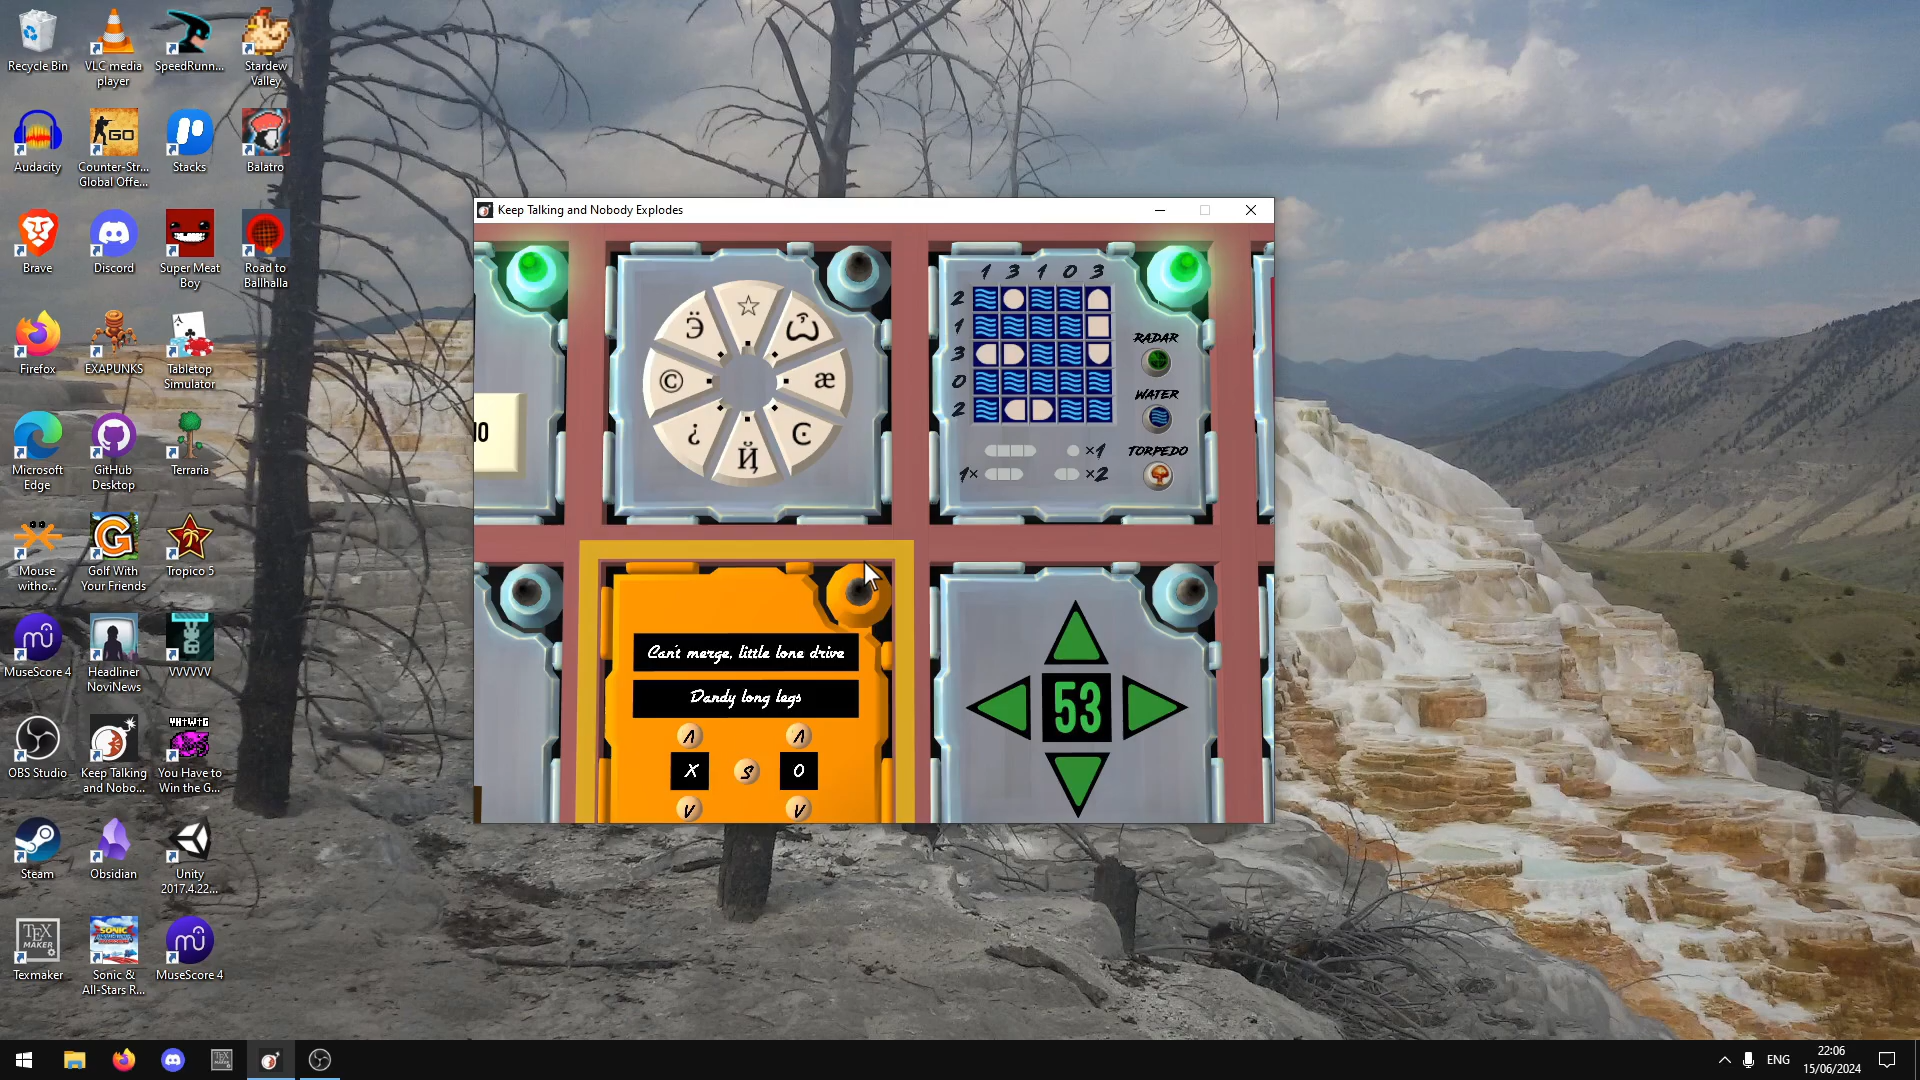 Recycle Bin
VLC media
player
SpeedRunn...
Stardew
Valley
Audacity
Counter-Str...
Global Offe...
Stacks
Balatro
Brave
Discord
Super Meat
Boy
Road to
Ballhalla
Firefox
EXAPUNKS
Tabletop
Simulator
Microsoft
Edge
GitHub
Desktop
Terraria
Mouse
witho...
Golf With
Your Friends
Tropico 5
MuseScore 4
Headliner
NoviNews
VVVVVV
OBS Studio
Keep Talking
and Nobo...
You Have to
Win the G...
Steam
Obsidian
Unity
2017.4.22...
Texmaker
Sonic &
All-Stars R...
MuseScore 4
Keep Talking and Nobody Explodes
☆
Ѽ
æ
Ͼ
Ҋ
¿
©
Ӭ
1 3 1 0 3
2
1
3
0
2
RADAR
WATER
TORPEDO
×1
1×
×2
Can't merge, little lone drive
Dandy long legs
Λ Λ
X S O
V V
53
ENG
22:06
15/06/2024